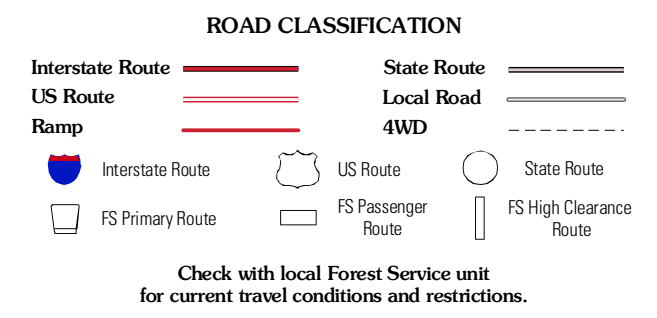 ROAD CLASSIFICATION
Interstate Route
State Route
US Route
Local Road
Ramp
4WD
Interstate Route
US Route
State Route
FS Primary Route
FS Passenger
Route
FS High Clearance
Route
Check with local Forest Service unit
for current travel conditions and restrictions.